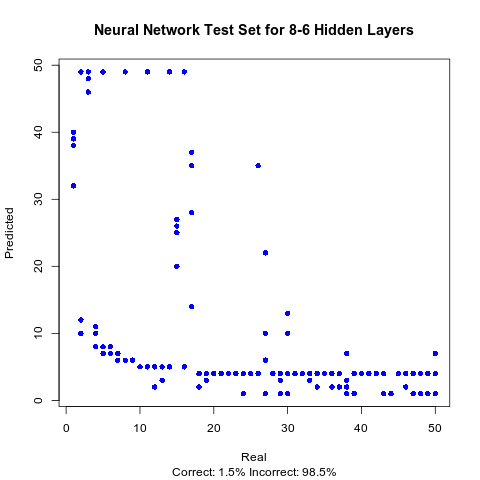 Neural Network Test Set for 8-6 Hidden Layers
Predicted
50
40
30
20
10
0
0 10 20 30 40 50
Real
Correct: 1.5% Incorrect: 98.5%